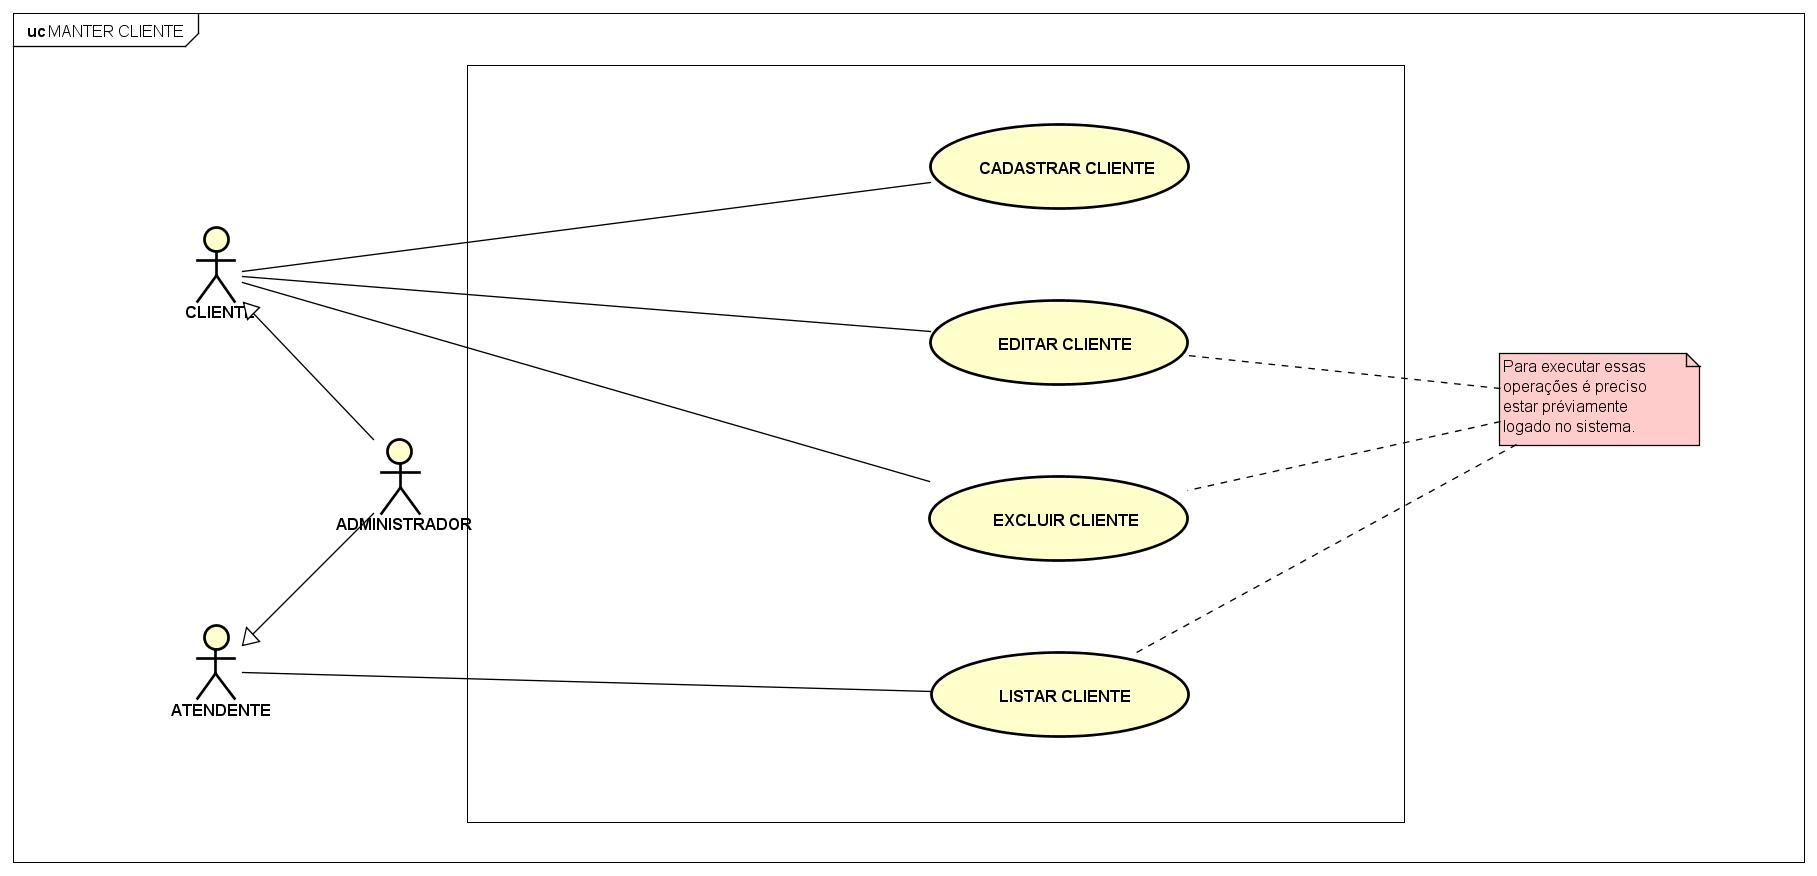 uc MANTER CLIENTE
CADASTRAR CLIENTE
CLIENTE
EDITAR CLIENTE
Para executar essas
operações é preciso
estar préviamente
logado no sistema.
ADMINISTRADOR
EXCLUIR CLIENTE
ATENDENTE
LISTAR CLIENTE